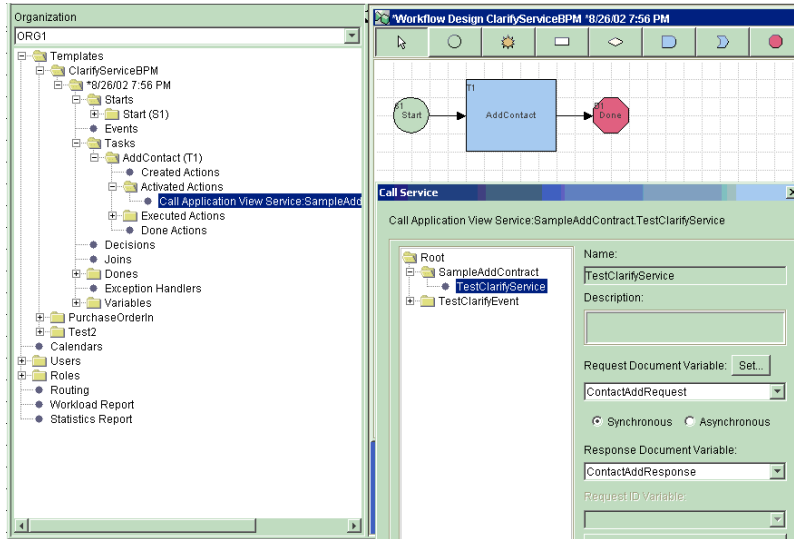 Organization
ORG1
Templates
ClarifyServiceBPM
*8/26/02 7:56 PM
Starts
Start (S1)
Events
Tasks
AddContact (T1)
Created Actions
Activated Actions
Call Application View Service:SampleAdd
Executed Actions
Done Actions
Decisions
Joins
Dones
Exception Handlers
Variables
PurchaseOrderIn
Test2
Calendars
Users
Roles
Routing
Workload Report
Statistics Report
*Workflow Design ClarifyServiceBPM *8/26/02 7:56 PM
S1
Start
T1
AddContact
D1
Done
Call Service
Call Application View Service:SampleAddContract.TestClarifyService
Root
SampleAddContract
TestClarifyService
TestClarifyEvent
Name:
TestClarifyService
Description:
Request Document Variable: Set...
ContactAddRequest
Synchronous Asynchronous
Response Document Variable:
ContactAddResponse
Request ID Variable: